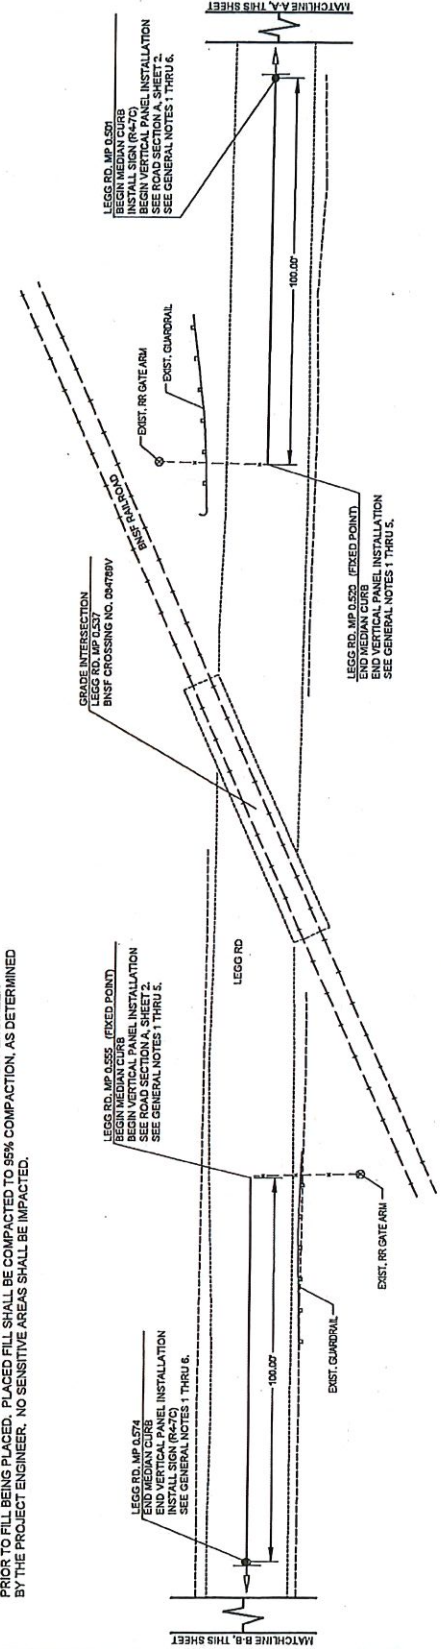 PRIOR TO FILL BEING PLACED. PLACED FILL SHALL BE COMPACTED TO 95% COMPACTION, AS DETERMINED
BY THE PROJECT ENGINEER. NO SENSITIVE AREAS SHALL BE IMPACTED.
MATCHLINE B-B, THIS SHEET
LEGG RD, MP 0.574
END MEDIAN CURB
END VERTICAL PANEL INSTALLATION
INSTALL SIGN (R4-7C)
SEE GENERAL NOTES 1 THRU 6.
100.00'
EXIST. GUARDRAIL
EXIST. RR GATE ARM
LEGG RD, MP 0.555 (FIXED POINT)
BEGIN MEDIAN CURB
BEGIN VERTICAL PANEL INSTALLATION
SEE ROAD SECTION A, SHEET 2.
SEE GENERAL NOTES 1 THRU 5.
LEGG RD
GRADE INTERSECTION
LEGG RD, MP 0.537
BNSF CROSSING NO. 084789V
BNSF RAILROAD
EXIST. RR GATE ARM
EXIST. GUARDRAIL
LEGG RD, MP 0.520 (FIXED POINT)
END MEDIAN CURB
END VERTICAL PANEL INSTALLATION
SEE GENERAL NOTES 1 THRU 5.
100.00'
LEGG RD, MP 0.501
BEGIN MEDIAN CURB
INSTALL SIGN (R4-7C)
BEGIN VERTICAL PANEL INSTALLATION
SEE ROAD SECTION A, SHEET 2.
SEE GENERAL NOTES 1 THRU 6.
MATCHLINE A-A, THIS SHEET